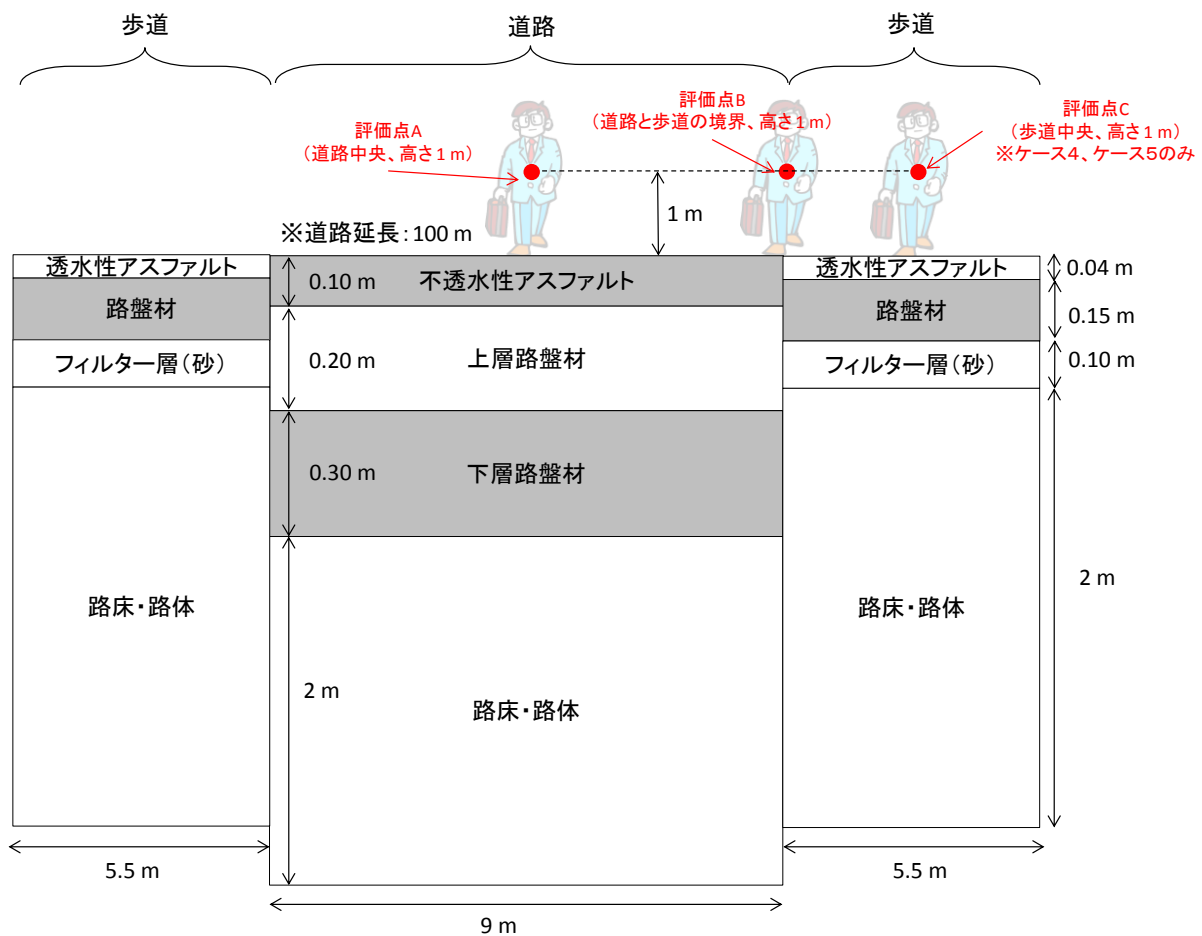 歩道
道路
歩道
評価点A
(道路中央、高さ1 m)
評価点B
(道路と歩道の境界、高さ1 m)
評価点C
(歩道中央、高さ1 m)
※ケース4、ケース5のみ
1 m
※道路延長：100 m
透水性アスファルト
路盤材
フィルター層(砂)
路床・路体
5.5 m
0.10 m
不透水性アスファルト
0.20 m
上層路盤材
0.30 m
下層路盤材
2 m
路床・路体
9 m
透水性アスファルト
0.04 m
路盤材
0.15 m
フィルター層(砂)
0.10 m
路床・路体
2 m
5.5 m